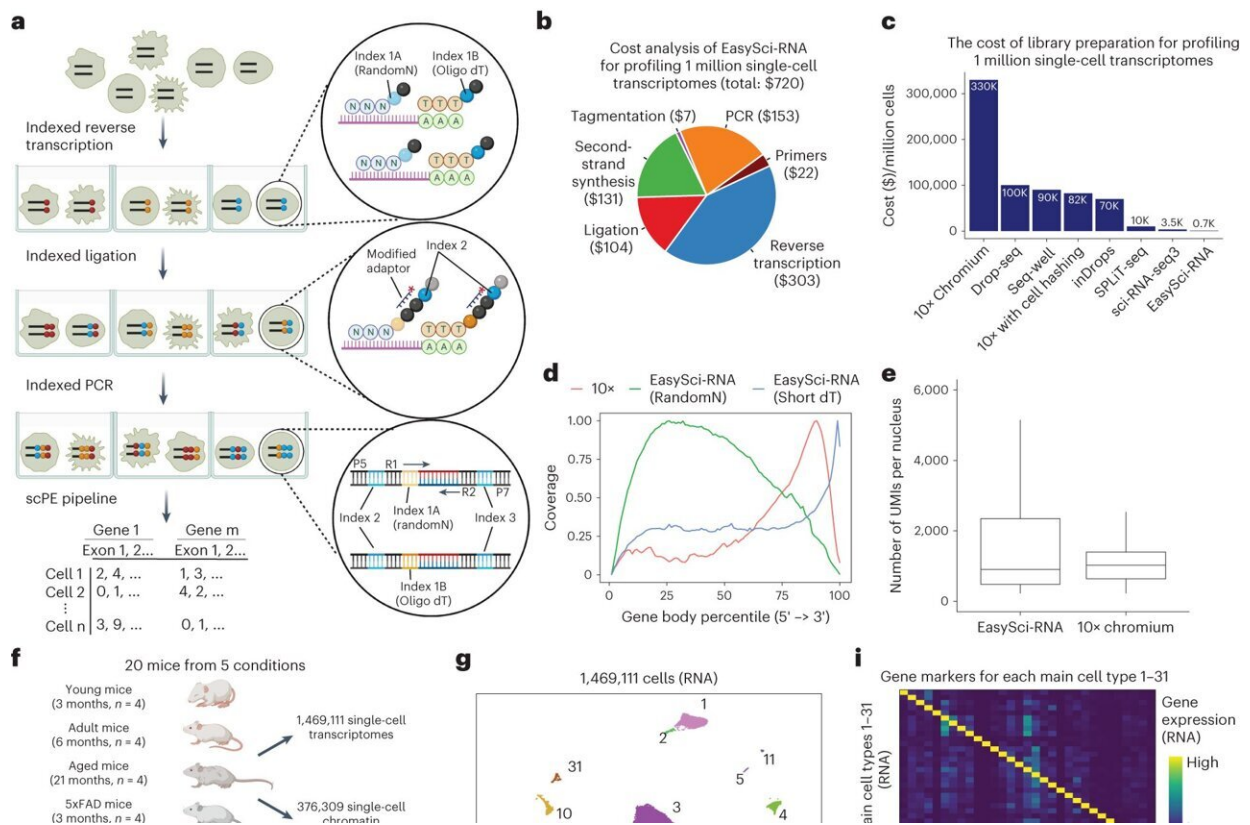 a
Indexed reverse
transcription
Indexed ligation
Indexed PCR
scPE pipeline
Gene 1
Gene m
Exon 1, 2...
Exon 1, 2...
Cell 1
2, 4, ...
1, 3, ...
Cell 2
0, 1, ...
4, 2, ...
⋮
Cell n
3, 9, ...
0, 1, ...
Index 1A
(RandomN)
Index 1B
(Oligo dT)
N N N
T T T
A A A
N N N
T T T
A A A
Modified
adaptor
Index 2
N N N
T T T
A A A
P5
R1
R2
P7
Index 2
Index 1A
(randomN)
Index 3
Index 1B
(Oligo dT)
b
Cost analysis of EasySci-RNA
for profiling 1 million single-cell
transcriptomes (total: $720)
Tagmentation ($7)
PCR ($153)
Second-
strand
synthesis
($131)
Primers
($22)
Ligation
($104)
Reverse
transcription
($303)
c
The cost of library preparation for profiling
1 million single-cell transcriptomes
Cost ($)/million cells
300,000
200,000
100,000
0
330K
100K
90K
82K
70K
10K
3.5K
0.7K
10× Chromium
Drop-seq
Seq-well
10× with cell hashing
inDrops
SPLiT-seq
sci-RNA-seq3
EasySci-RNA
d
10×
EasySci-RNA
(RandomN)
EasySci-RNA
(Short dT)
Coverage
1.00
0.75
0.50
0.25
0
0
25
50
75
100
Gene body percentile (5' –> 3')
e
Number of UMIs per nucleus
6,000
4,000
2,000
0
EasySci-RNA
10× chromium
f
20 mice from 5 conditions
Young mice
(3 months, n = 4)
Adult mice
(6 months, n = 4)
Aged mice
(21 months, n = 4)
5xFAD mice
(3 months, n = 4)
1,469,111 single-cell
transcriptomes
376,309 single-cell
chromatin
g
1,469,111 cells (RNA)
1
2
11
5
31
10
3
4
i
Gene markers for each main cell type 1–31
ain cell types 1–31
(RNA)
Gene
expression
(RNA)
High